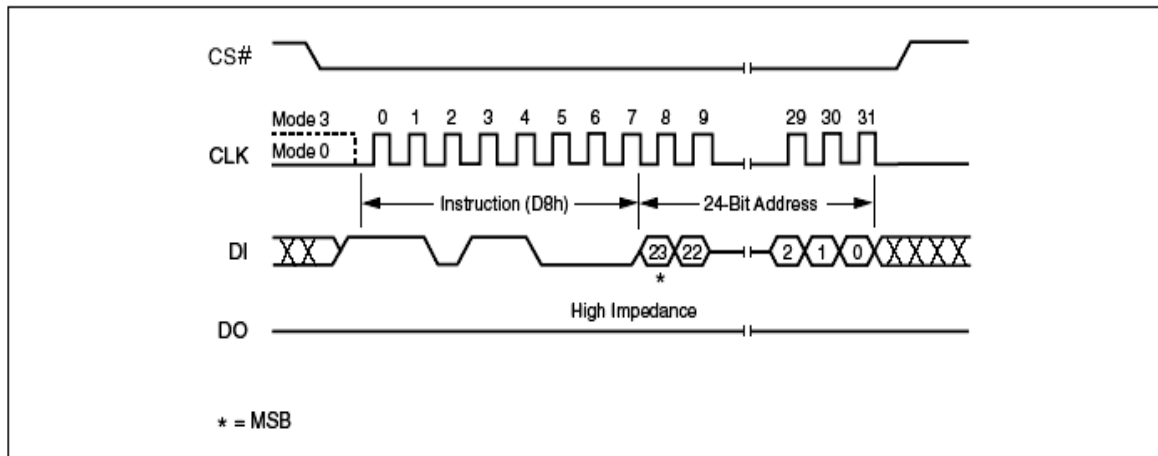 CS#
Mode 3
0 1 2 3 4 5 6 7 8 9 29 30 31
CLK
Mode 0
Instruction (D8h)
24-Bit Address
DI
23 22 2 1 0
*
High Impedance
DO
* = MSB